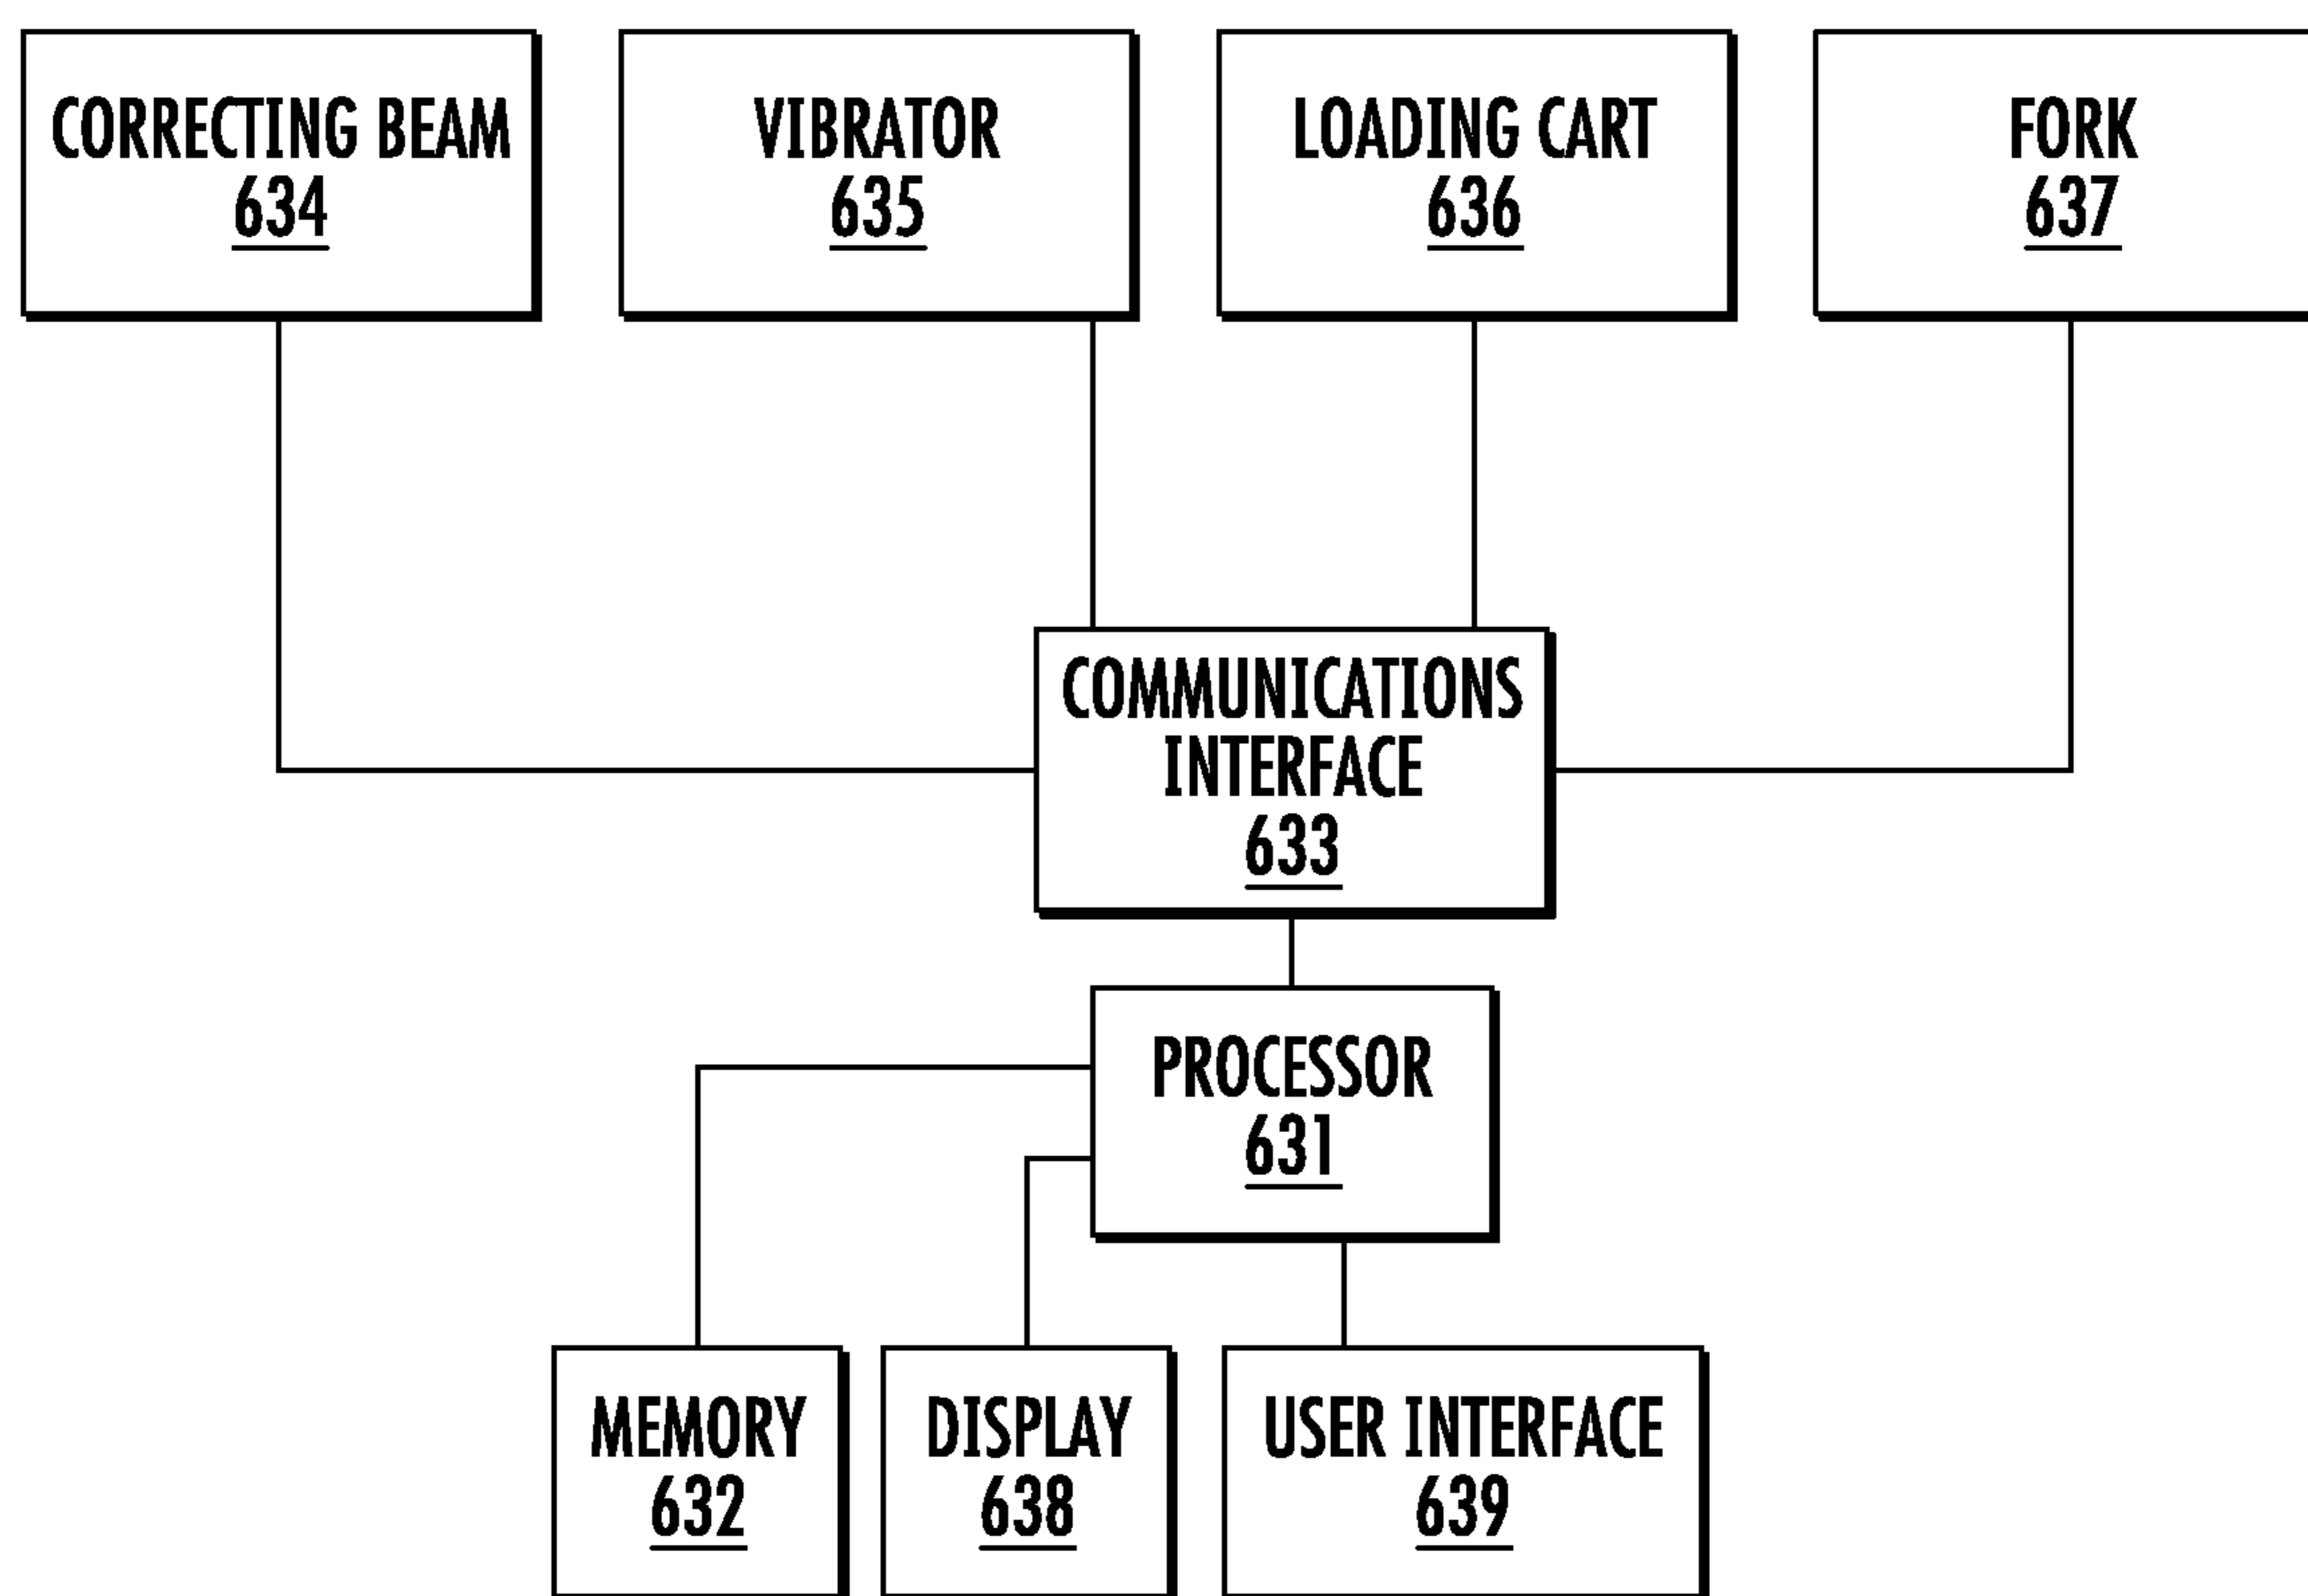 CORRECTING BEAM
634
VIBRATOR
635
LOADING CART
636
FORK
637
COMMUNICATIONS
INTERFACE
633
PROCESSOR
631
MEMORY
632
DISPLAY
638
USER INTERFACE
639